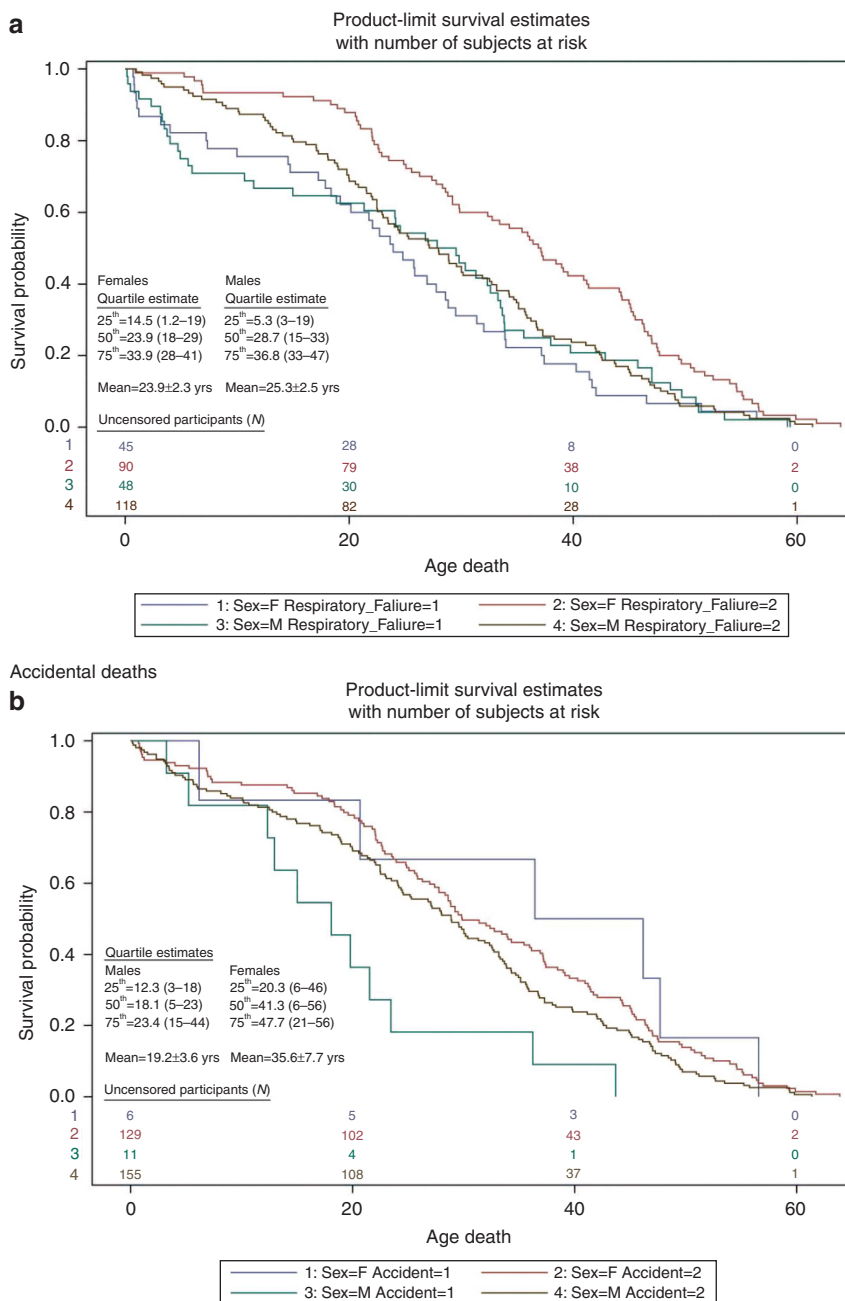 a
Product-limit survival estimates
with number of subjects at risk
1.0
0.8
0.6
0.4
0.2
0.0
Survival probability
Females Males
Quartile estimate Quartile estimate
25th=14.5 (1.2–19) 25th=5.3 (3–19)
50th=23.9 (18–29) 50th=28.7 (15–33)
75th=33.9 (28–41) 75th=36.8 (33–47)
Mean=23.9±2.3 yrs Mean=25.3±2.5 yrs
Uncensored participants (N)
1 45 28 8 0
2 90 79 38 2
3 48 30 10 0
4 118 82 28 1
0 20 40 60
Age death
1: Sex=F Respiratory_Faliure=1 2: Sex=F Respiratory_Faliure=2
3: Sex=M Respiratory_Faliure=1 4: Sex=M Respiratory_Faliure=2
Accidental deaths
b
Product-limit survival estimates
with number of subjects at risk
1.0
0.8
0.6
0.4
0.2
0.0
Survival probability
Quartile estimates
Males Females
25th=12.3 (3–18) 25th=20.3 (6–46)
50th=18.1 (5–23) 50th=41.3 (6–56)
75th=23.4 (15–44) 75th=47.7 (21–56)
Mean=19.2±3.6 yrs Mean=35.6±7.7 yrs
Uncensored participants (N)
1 6 5 3 0
2 129 102 43 2
3 11 4 1 0
4 155 108 37 1
0 20 40 60
Age death
1: Sex=F Accident=1 2: Sex=F Accident=2
3: Sex=M Accident=1 4: Sex=M Accident=2